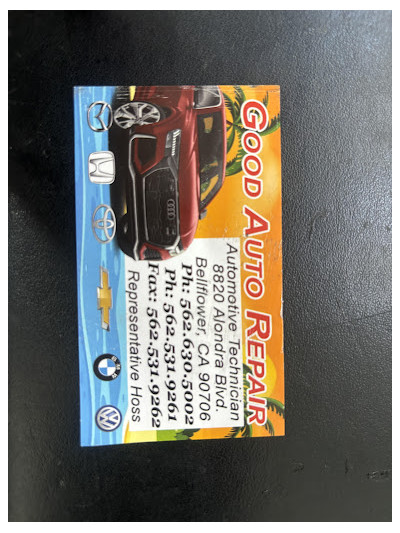 GOOD AUTO REPAIR
Automotive Technician
8820 Alondra Blvd.
Bellflower, CA 90706
Ph: 562.630.5002
Ph: 562.531.9261
Fax: 562.531.9262
Representative Hoss
BMW